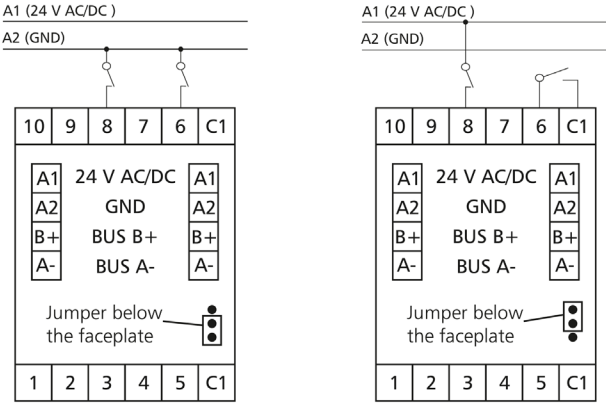 A1 (24 V AC/DC )
A2 (GND)
10 9 8 7 6 C1
A1 24 V AC/DC A1
A2 GND A2
B+ BUS B+ B+
A- BUS A- A-
Jumper below
the faceplate
1 2 3 4 5 C1
A1 (24 V AC/DC )
A2 (GND)
10 9 8 7 6 C1
A1 24 V AC/DC A1
A2 GND A2
B+ BUS B+ B+
A- BUS A- A-
Jumper below
the faceplate
1 2 3 4 5 C1